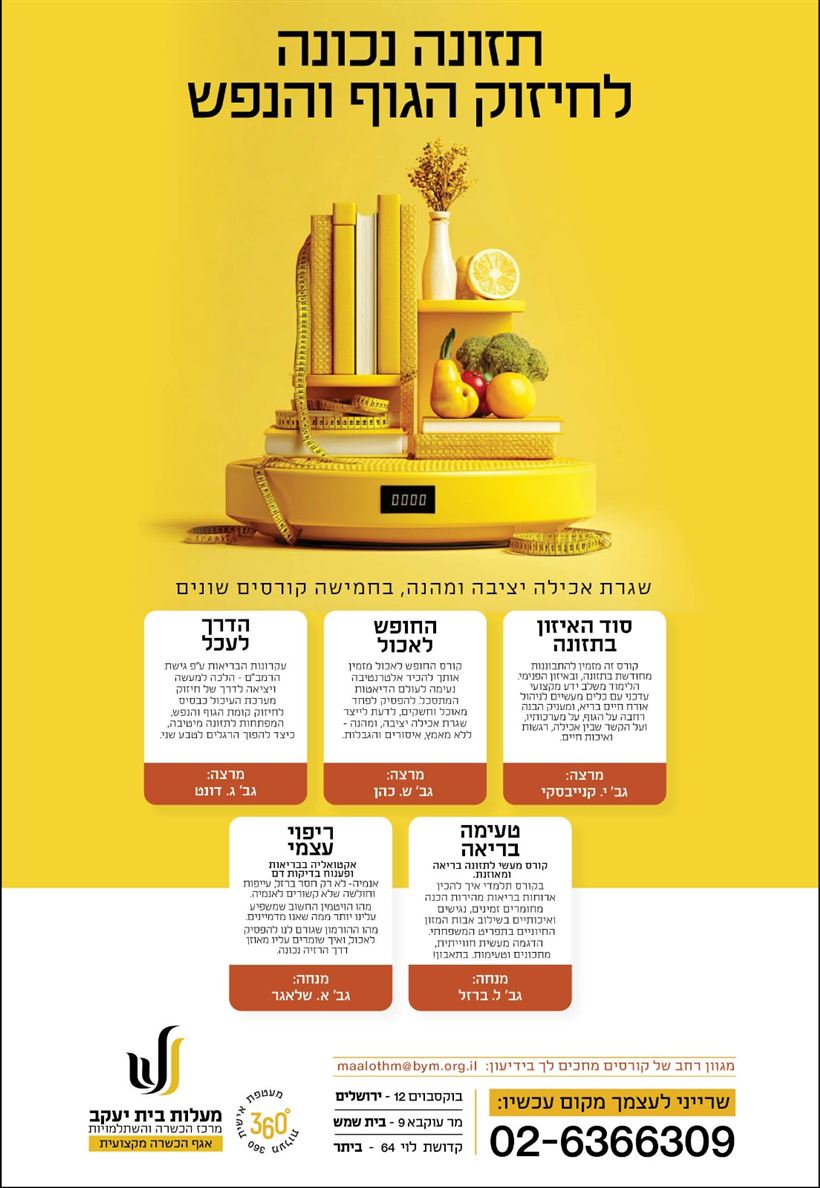 תזונה נכונה
לחיזוק הגוף והנפש
0000
שגרת אכילה יציבה ומהנה, בחמישה קורסים שונים
סוד האיזון
בתזונה
קורס זה מזמין להתבוננות
מחודשת בתזונה, ובאיזון הפנימי.
הלימוד משלב ידע מקצועי
עדכני עם כלים מעשיים לניהול
אורח חיים בריא, ומעניק הבנה
רחבה על הגוף, על מערכותיו,
ועל הקשר שבין אכילה, רגשות
ואיכות חיים.
מרצה:
גב' י. קנייבסקי
החופש
לאכול
קורס החופש לאכול מזמין
אותך להכיר אלטרנטיבה
נעימה לעולם הדיאטות
המתסכל. להפסיק לפחד
מאוכל וחשקים, לדעת לייצר
שגרת אכילה יציבה, ומהנה -
ללא מאמץ, איסורים והגבלות.
מרצה:
גב' ש. כהן
הדרך
לעכל
עקרונות הבריאות ע"פ גישת
הרמב"ם - הלכה למעשה
ויציאה לדרך של חיזוק
מערכת העיכול כבסיס
לחיזוק קומת הגוף והנפש,
המפתחות לתזונה מיטיבה,
כיצד להפוך הרגלים לטבע שני.
מרצה:
גב' ג. דונט
טעימה
בריאה
קורס מעשי לתזונה בריאה
ומאוזנת.
בקורס תלמדי איך להכין
ארוחות בריאות מהירות הכנה
מחומרים זמינים, נגישים
ואיכותיים בשילוב אבות המזון
החיוניים בתפריט המשפחתי.
הדגמה מעשית חווייתית,
מתכונים וטעימות. בתאבון!
מנחה:
גב' ל. ברזל
ריפוי
עצמי
אקטואליה בבריאות
ופענוח בדיקות דם
אנמיה- לא רק חסר ברזל, עייפות
וחולשה שלא קשורים לאנמיה.
מהו הויטמין החשוב שמשפיע
עלינו יותר ממה שאנו מדמיינים.
מהו ההורמון שגורם לנו להפסיק
לאכול, ואיך שומרים עליו מאוזן
דרך הרזיה נכונה.
מנחה:
גב' א. שלאגר
מגוון רחב של קורסים מחכים לך בידיעון: maalothm@bym.org.il
שרייני לעצמך מקום עכשיו:
02-6366309
בוקסבוים 12 - ירושלים
מר עוקבא 9 - בית שמש
קדושת לוי 64 - ביתר
מעטפת אישית 360 מעלות
360°
מעלות בית יעקב
מרכז הכשרה והשתלמויות
אגף הכשרה מקצועית